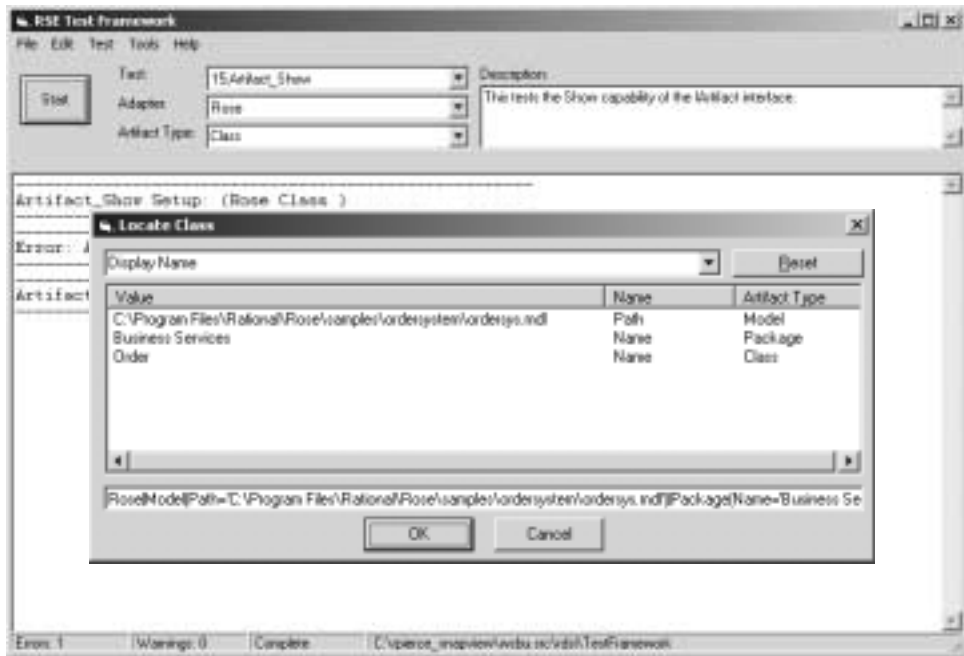 RSE Test Framework
File Edit Test Tools Help
Start
Test:
15.Artifact_Show
Adapter:
Rose
Artifact Type:
Class
Description
This tests the Show capability of the IArtifact interface.
Artifact_Show Setup: (Rose Class )
Error: A
Artifact
Locate Class
Display Name
Reset
Value Name Artifact Type
C:\Program Files\Rational\Rose\samples\ordersystem\ordersys.mdl Path Model
Business Services Name Package
Order Name Class
Rose|Model(Path='C:\Program Files\Rational\Rose\samples\ordersystem\ordersys.mdl')|Package(Name='Business Se
OK Cancel
Errors: 1 Warnings: 0 Complete